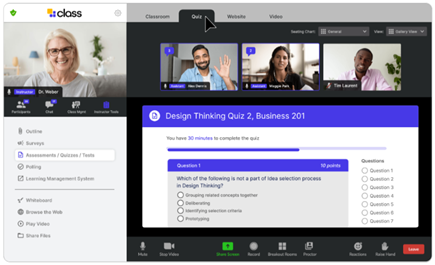 class
Classroom
Quiz
Website
Video
Seating Chart:
General
View:
Gallery View
Instructor
Dr. Weber
Participants
Chat
Class Mgmt
Instructor Tools
Max Dennis
Maggie Park
Tim Laurent
Outline
Surveys
Assessments / Quizzes / Tests
Polling
Learning Management System
Whiteboard
Browse the Web
Play Video
Share Files
Design Thinking Quiz 2, Business 201
You have 30 minutes to complete the quiz
Question 1
10 points
Which of the following is not a part of Idea selection process
in Design Thinking?
Grouping related concepts together
Deliberating
Identifying selection criteria
Prototyping
Questions
Question 1
Question 2
Question 3
Question 4
Question 5
Question 6
Question 7
Mute
Stop Video
Share Screen
Record
Breakout Rooms
Proctor
Reactions
Raise Hand
Leave